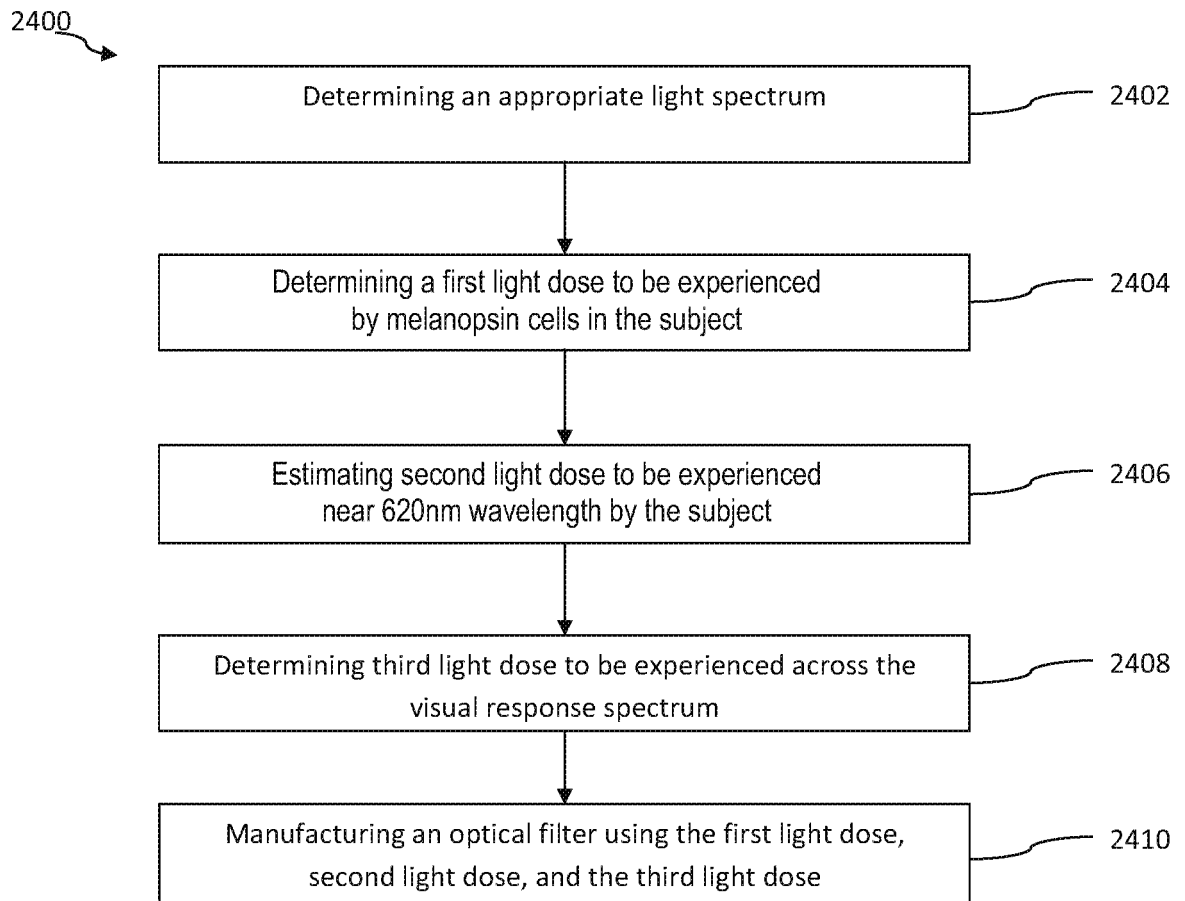 2400
Determining an appropriate light spectrum
2402
Determining a first light dose to be experienced
by melanopsin cells in the subject
2404
Estimating second light dose to be experienced
near 620nm wavelength by the subject
2406
Determining third light dose to be experienced across the
visual response spectrum
2408
Manufacturing an optical filter using the first light dose,
second light dose, and the third light dose
2410